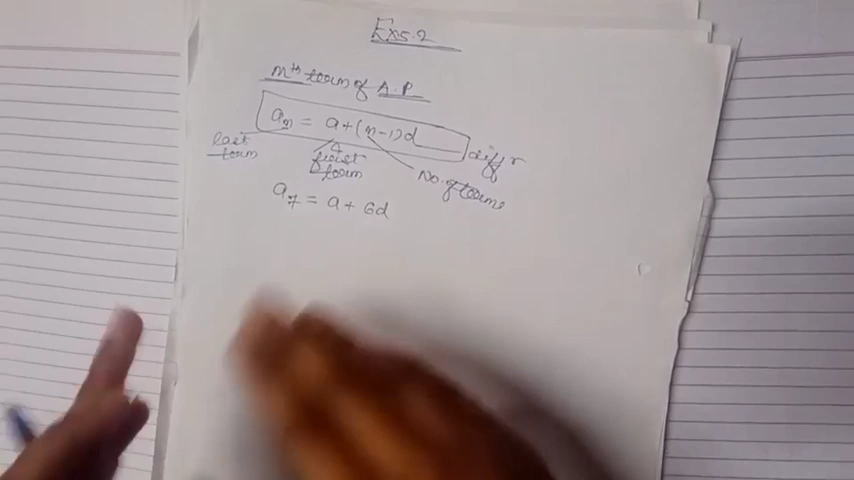 Ex 5.2
nth term of A.P
an = a+(n-1)d
last term
first term
No. of terms
diffr
a7 = a + 6d